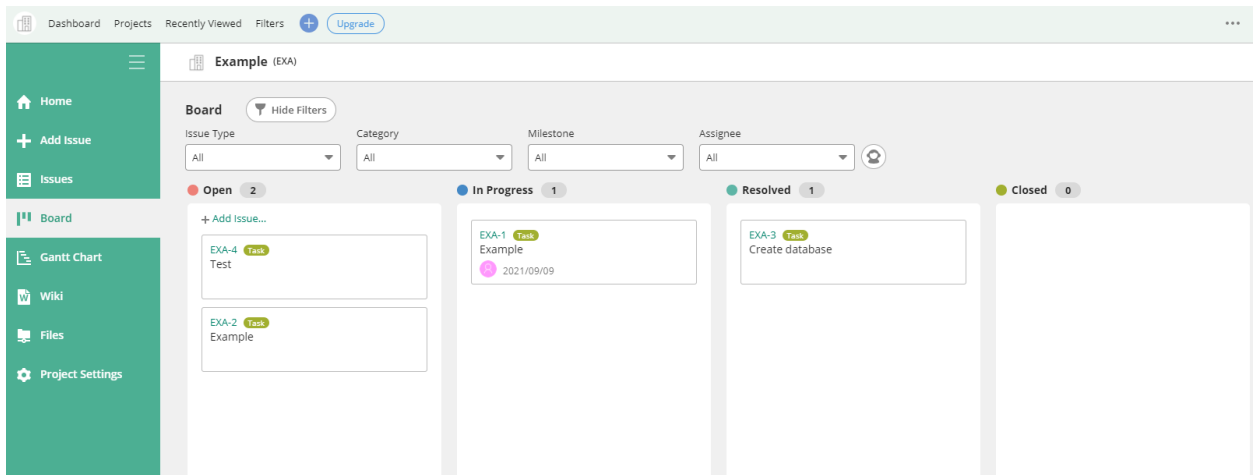 Dashboard Projects Recently Viewed Filters + Upgrade
Example (EXA)
Home
Add Issue
Issues
Board
Gantt Chart
Wiki
Files
Project Settings
Board Hide Filters
Issue Type Category Milestone Assignee
All All All All
Open 2
+ Add Issue...
EXA-4 Task
Test
EXA-2 Task
Example
In Progress 1
EXA-1 Task
Example
2021/09/09
Resolved 1
EXA-3 Task
Create database
Closed 0